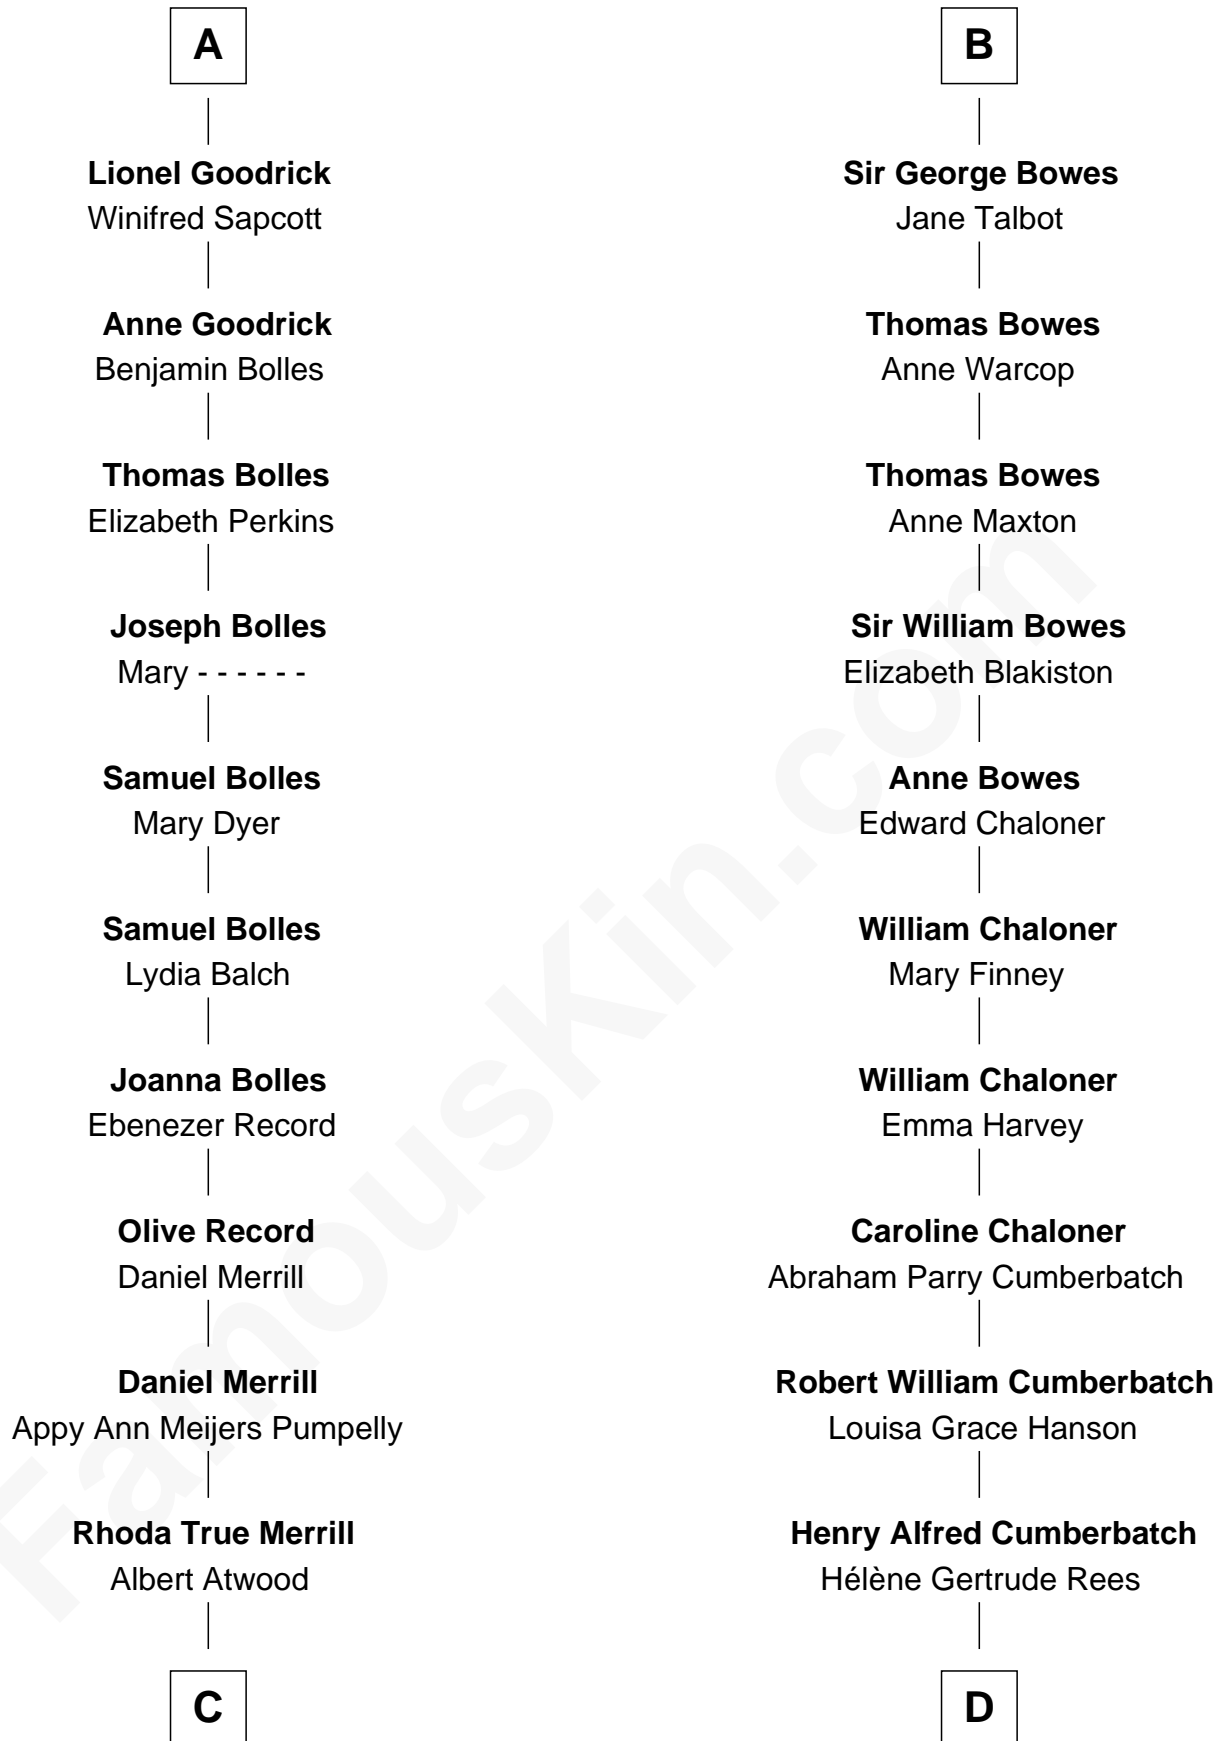 A
Lionel Goodrick
Winifred Sapcott
Anne Goodrick
Benjamin Bolles
Thomas Bolles
Elizabeth Perkins
Joseph Bolles
Mary - - - - - -
Samuel Bolles
Mary Dyer
Samuel Bolles
Lydia Balch
Joanna Bolles
Ebenezer Record
Olive Record
Daniel Merrill
Daniel Merrill
Appy Ann Meijers Pumpelly
Rhoda True Merrill
Albert Atwood
C
B
Sir George Bowes
Jane Talbot
Thomas Bowes
Anne Warcop
Thomas Bowes
Anne Maxton
Sir William Bowes
Elizabeth Blakiston
Anne Bowes
Edward Chaloner
William Chaloner
Mary Finney
William Chaloner
Emma Harvey
Caroline Chaloner
Abraham Parry Cumberbatch
Robert William Cumberbatch
Louisa Grace Hanson
Henry Alfred Cumberbatch
Hélène Gertrude Rees
D
FamousKin.com